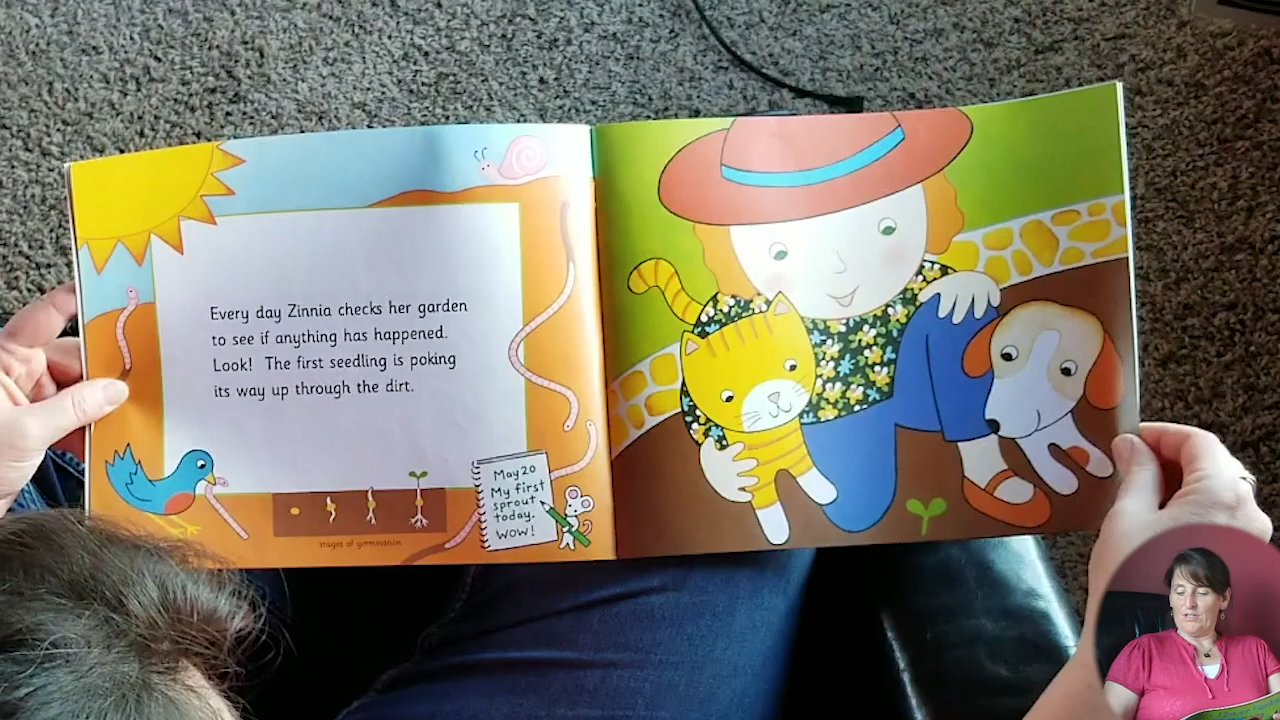 Every day Zinnia checks her garden
to see if anything has happened.
Look! The first seedling is poking
its way up through the dirt.
stages of germination
May 20
My first
sprout
today.
WOW!